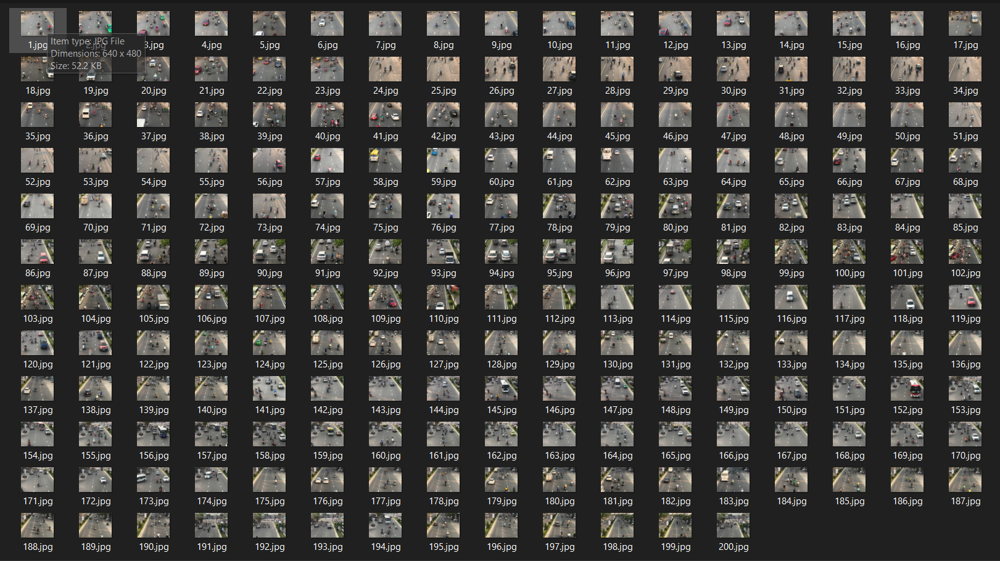 1.jpg 2.jpg 3.jpg 4.jpg 5.jpg 6.jpg 7.jpg 8.jpg 9.jpg 10.jpg 11.jpg 12.jpg 13.jpg 14.jpg 15.jpg 16.jpg 17.jpg
Item type: JPG File
Dimensions: 640 x 480
Size: 52.2 KB
18.jpg 19.jpg 20.jpg 21.jpg 22.jpg 23.jpg 24.jpg 25.jpg 26.jpg 27.jpg 28.jpg 29.jpg 30.jpg 31.jpg 32.jpg 33.jpg 34.jpg
35.jpg 36.jpg 37.jpg 38.jpg 39.jpg 40.jpg 41.jpg 42.jpg 43.jpg 44.jpg 45.jpg 46.jpg 47.jpg 48.jpg 49.jpg 50.jpg 51.jpg
52.jpg 53.jpg 54.jpg 55.jpg 56.jpg 57.jpg 58.jpg 59.jpg 60.jpg 61.jpg 62.jpg 63.jpg 64.jpg 65.jpg 66.jpg 67.jpg 68.jpg
69.jpg 70.jpg 71.jpg 72.jpg 73.jpg 74.jpg 75.jpg 76.jpg 77.jpg 78.jpg 79.jpg 80.jpg 81.jpg 82.jpg 83.jpg 84.jpg 85.jpg
86.jpg 87.jpg 88.jpg 89.jpg 90.jpg 91.jpg 92.jpg 93.jpg 94.jpg 95.jpg 96.jpg 97.jpg 98.jpg 99.jpg 100.jpg 101.jpg 102.jpg
103.jpg 104.jpg 105.jpg 106.jpg 107.jpg 108.jpg 109.jpg 110.jpg 111.jpg 112.jpg 113.jpg 114.jpg 115.jpg 116.jpg 117.jpg 118.jpg 119.jpg
120.jpg 121.jpg 122.jpg 123.jpg 124.jpg 125.jpg 126.jpg 127.jpg 128.jpg 129.jpg 130.jpg 131.jpg 132.jpg 133.jpg 134.jpg 135.jpg 136.jpg
137.jpg 138.jpg 139.jpg 140.jpg 141.jpg 142.jpg 143.jpg 144.jpg 145.jpg 146.jpg 147.jpg 148.jpg 149.jpg 150.jpg 151.jpg 152.jpg 153.jpg
154.jpg 155.jpg 156.jpg 157.jpg 158.jpg 159.jpg 160.jpg 161.jpg 162.jpg 163.jpg 164.jpg 165.jpg 166.jpg 167.jpg 168.jpg 169.jpg 170.jpg
171.jpg 172.jpg 173.jpg 174.jpg 175.jpg 176.jpg 177.jpg 178.jpg 179.jpg 180.jpg 181.jpg 182.jpg 183.jpg 184.jpg 185.jpg 186.jpg 187.jpg
188.jpg 189.jpg 190.jpg 191.jpg 192.jpg 193.jpg 194.jpg 195.jpg 196.jpg 197.jpg 198.jpg 199.jpg 200.jpg